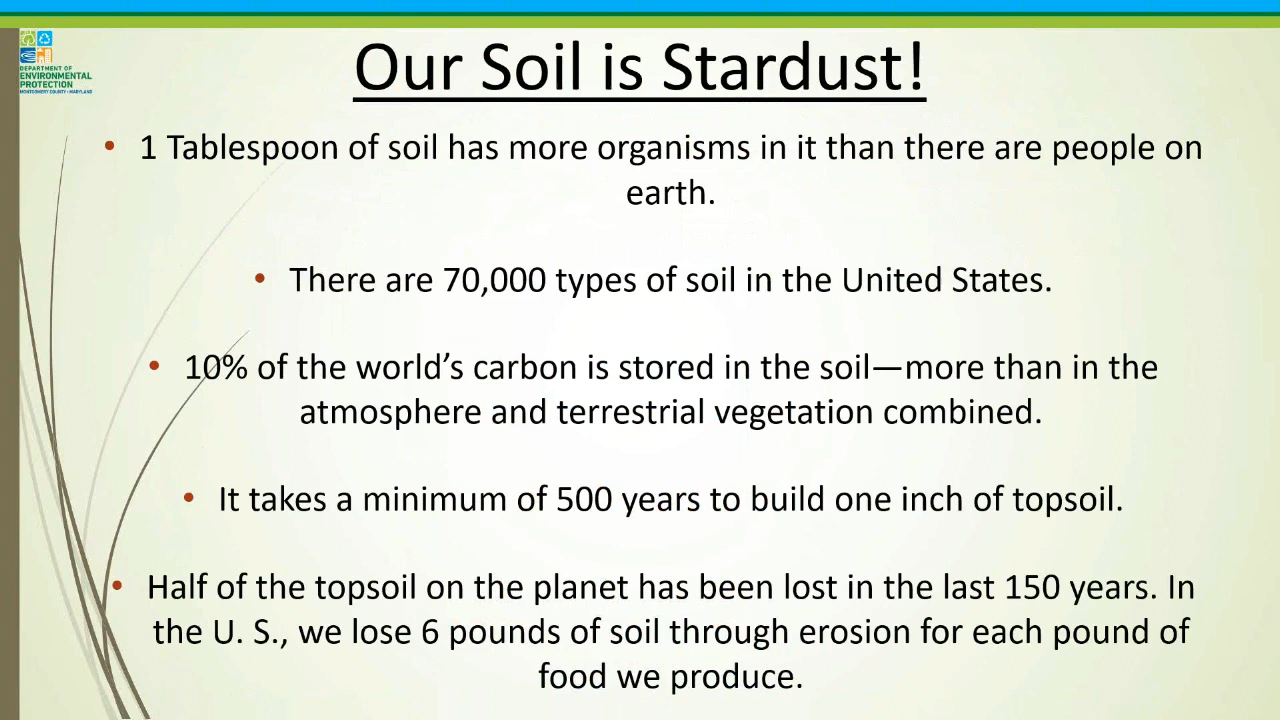 DEPARTMENT OF
ENVIRONMENTAL
PROTECTION
MONTGOMERY COUNTY • MARYLAND
Our Soil is Stardust!
• 1 Tablespoon of soil has more organisms in it than there are people on
earth.
• There are 70,000 types of soil in the United States.
• 10% of the world’s carbon is stored in the soil—more than in the
atmosphere and terrestrial vegetation combined.
• It takes a minimum of 500 years to build one inch of topsoil.
• Half of the topsoil on the planet has been lost in the last 150 years. In
the U. S., we lose 6 pounds of soil through erosion for each pound of
food we produce.